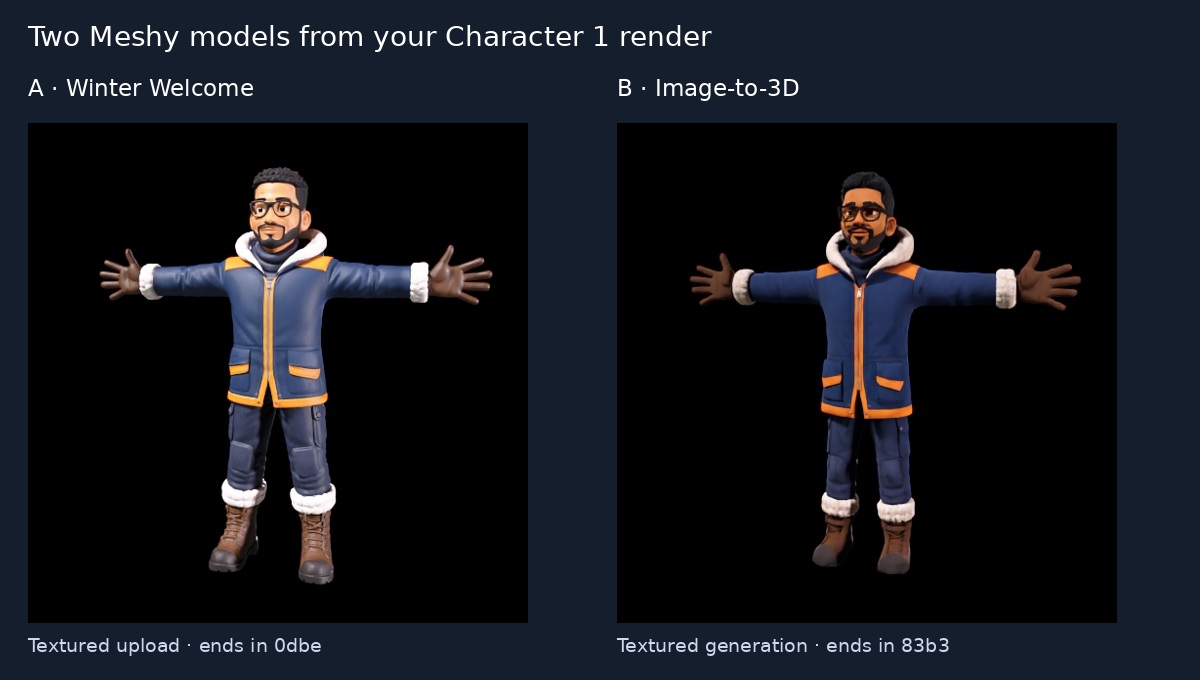 Two Meshy models from your Character 1 render
A · Winter Welcome
B · Image-to-3D
Textured upload · ends in 0dbe
Textured generation · ends in 83b3